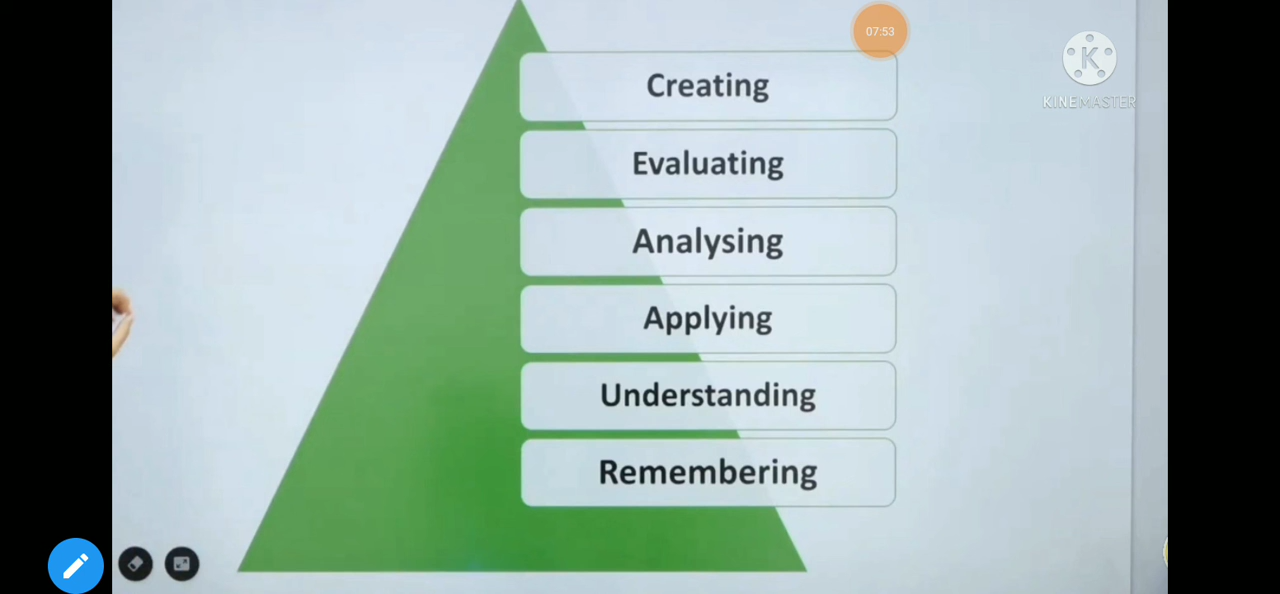 07:53
K
KINEMASTER
Creating
Evaluating
Analysing
Applying
Understanding
Remembering